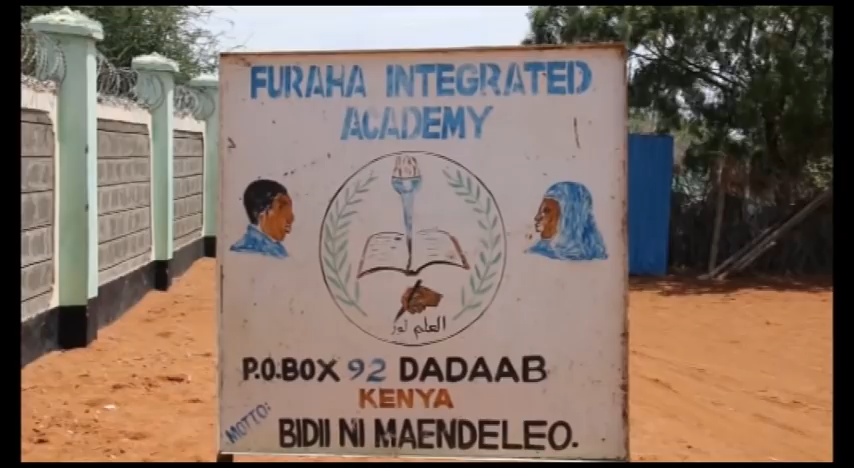 FURAHA INTEGRATED
ACADEMY
العلم نور
P.O.BOX 92 DADAAB
KENYA
MOTTO:
BIDII NI MAENDELEO.